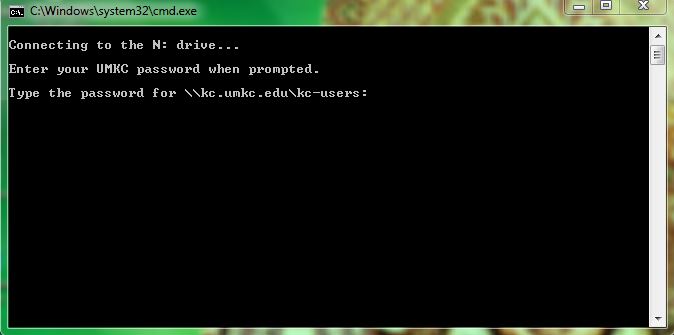 C:\Windows\system32\cmd.exe
Connecting to the N: drive...
Enter your UMKC password when prompted.
Type the password for \\kc.umkc.edu\kc-users: